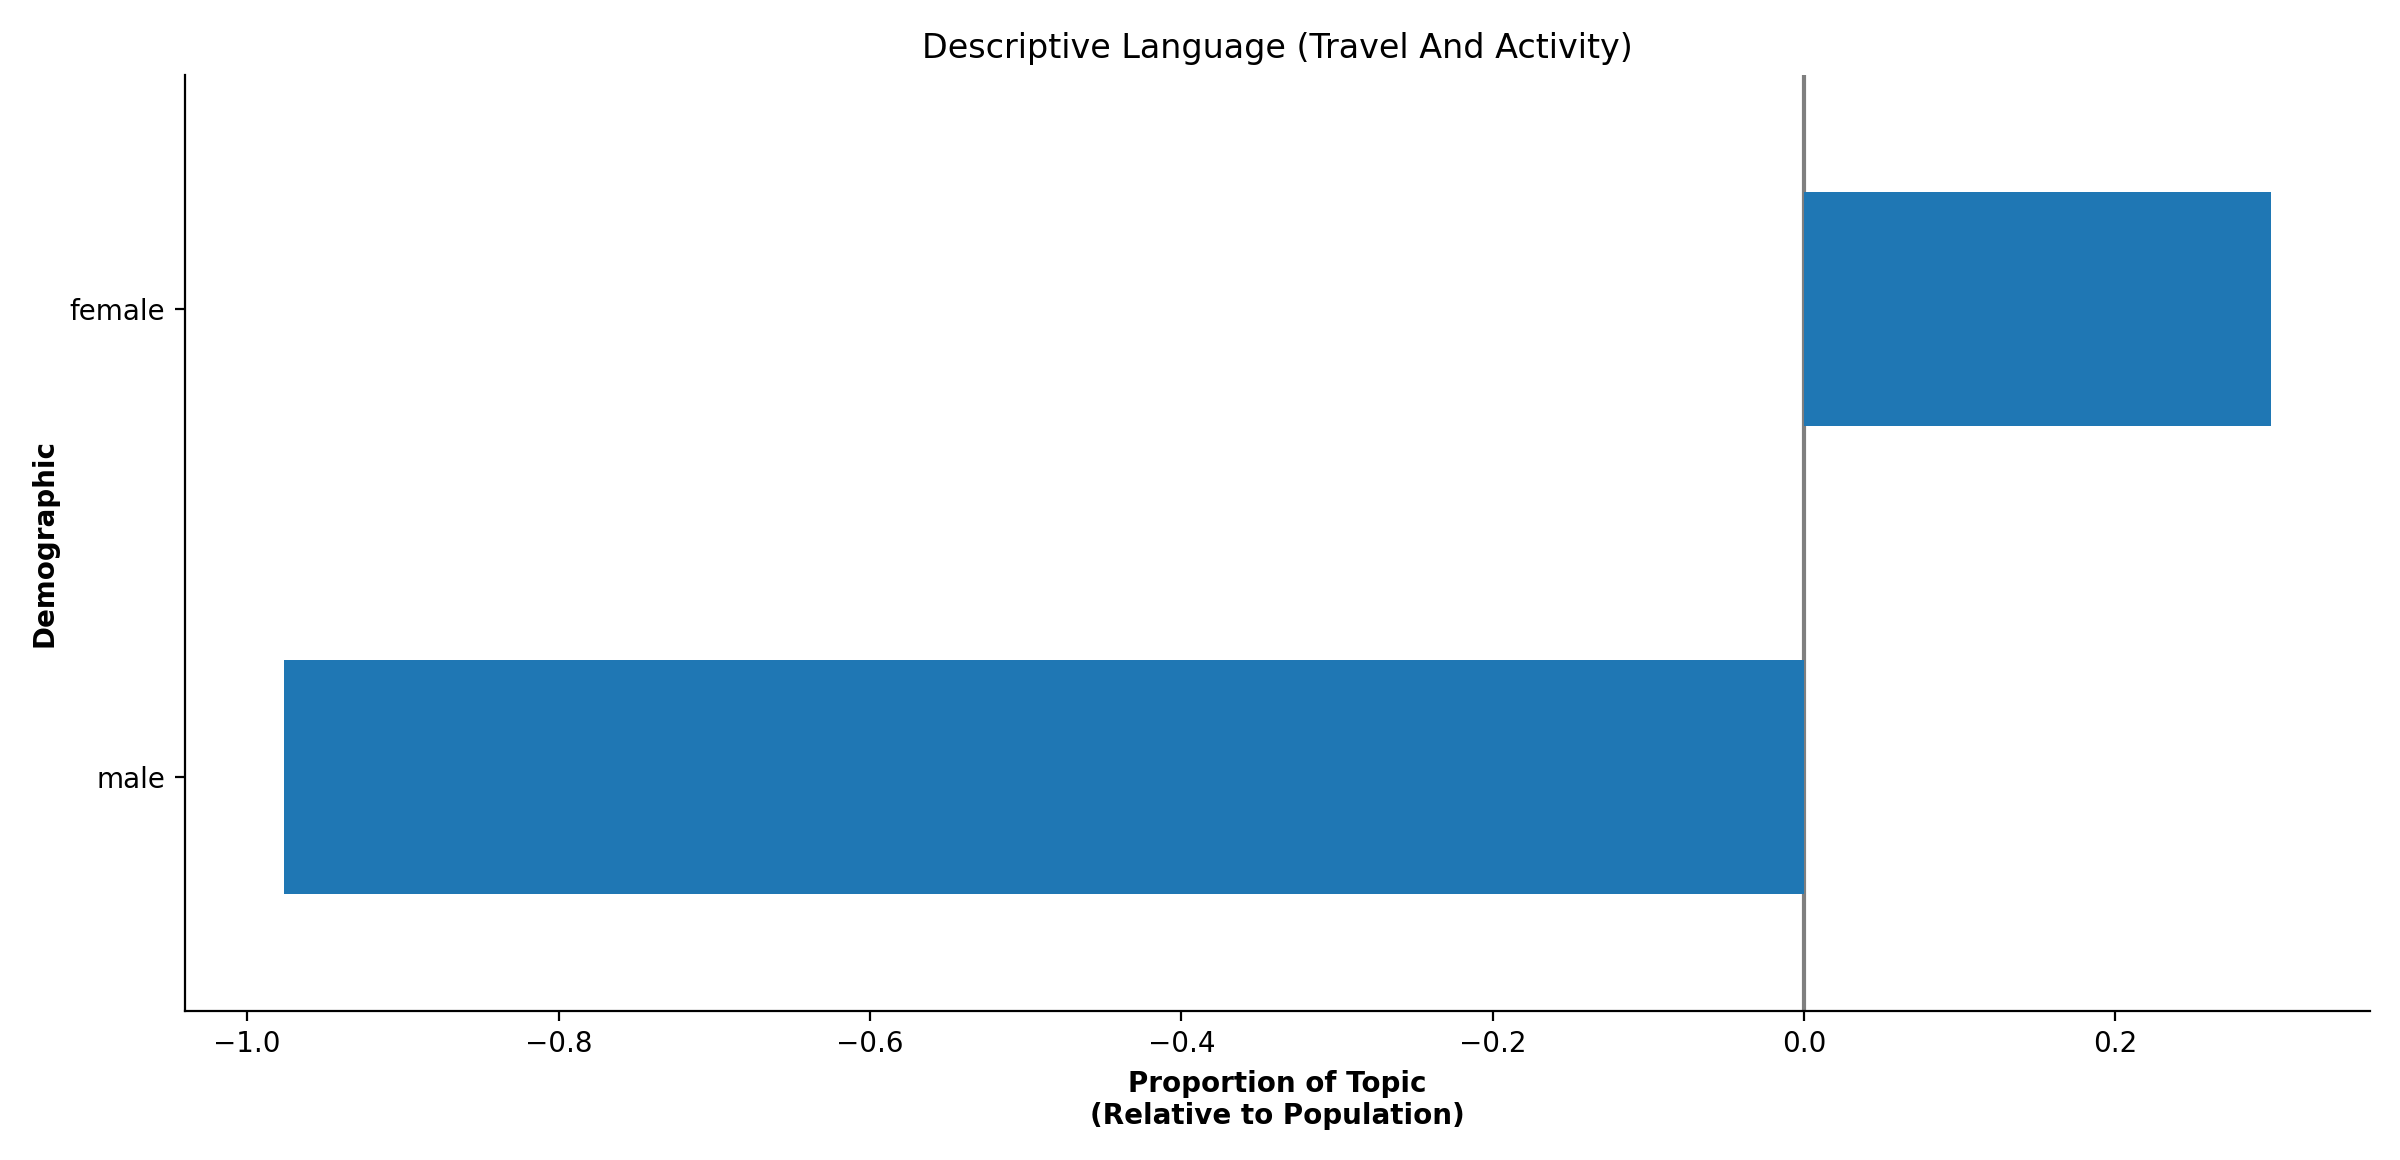 Descriptive Language (Travel And Activity)
Demographic
female
male
−1.0 −0.8 −0.6 −0.4 −0.2 0.0 0.2
Proportion of Topic
(Relative to Population)